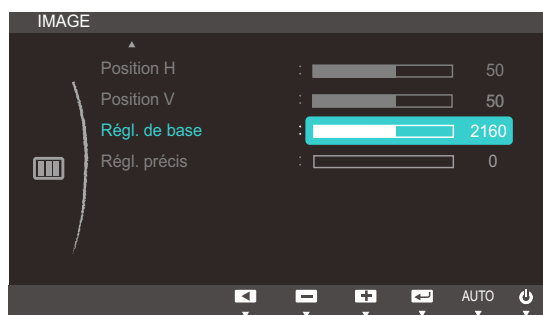 IMAGE
Position H : 50
Position V : 50
Régl. de base : 2160
Régl. précis : 0
AUTO